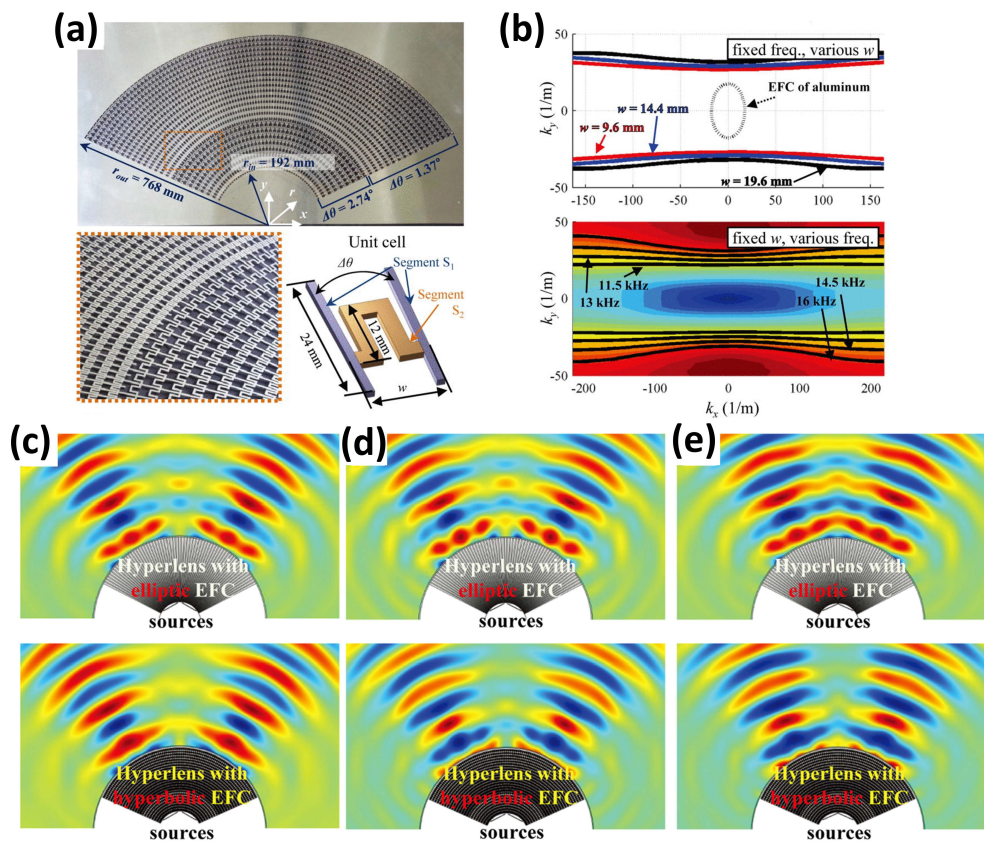 (a)
r_in = 192 mm
r_out = 768 mm
y
r
x
Δθ = 2.74°
Δθ = 1.37°
Unit cell
Δθ
Segment S₁
Segment
S₂
12 mm
24 mm
w
(b)
50
fixed freq., various w
EFC of aluminum
k_y (1/m)
0
w = 14.4 mm
w = 9.6 mm
w = 19.6 mm
-50
-150
-100
-50
0
50
100
150
50
fixed w, various freq.
11.5 kHz
14.5 kHz
k_y (1/m)
0
13 kHz
16 kHz
-50
-200
-100
0
100
200
k_x (1/m)
(c)
Hyperlens with
elliptic EFC
sources
Hyperlens with
hyperbolic EFC
sources
(d)
Hyperlens with
elliptic EFC
sources
Hyperlens with
hyperbolic EFC
sources
(e)
Hyperlens with
elliptic EFC
sources
Hyperlens with
hyperbolic EFC
sources